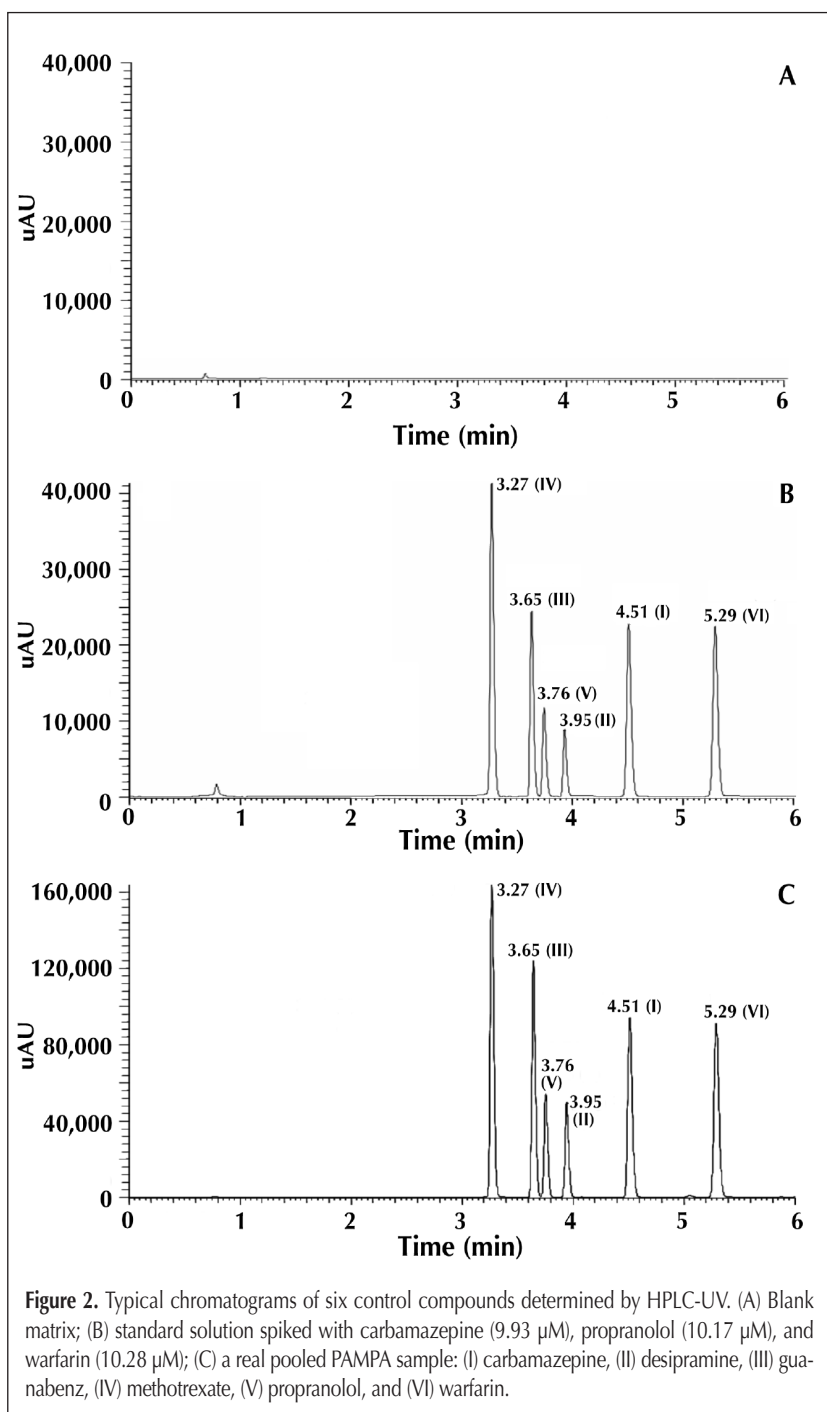 40,000
A
30,000
uAU
20,000
10,000
0
0 1 2 3 4 5 6
Time (min)
40,000
3.27 (IV)
B
30,000
3.65 (III)
4.51 (I)
5.29 (VI)
uAU
20,000
3.76 (V)
3.95 (II)
10,000
0
0 1 2 3 4 5 6
Time (min)
160,000
3.27 (IV)
C
3.65 (III)
120,000
4.51 (I)
5.29 (VI)
uAU
80,000
3.76
(V)
3.95
(II)
40,000
0
0 1 2 3 4 5 6
Time (min)
Figure 2. Typical chromatograms of six control compounds determined by HPLC-UV. (A) Blank
matrix; (B) standard solution spiked with carbamazepine (9.93 µM), propranolol (10.17 µM), and
warfarin (10.28 µM); (C) a real pooled PAMPA sample: (I) carbamazepine, (II) desipramine, (III) gua-
nabenz, (IV) methotrexate, (V) propranolol, and (VI) warfarin.